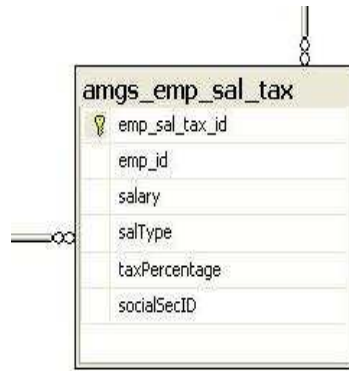 amgs_emp_sal_tax
emp_sal_tax_id
emp_id
salary
salType
taxPercentage
socialSecID